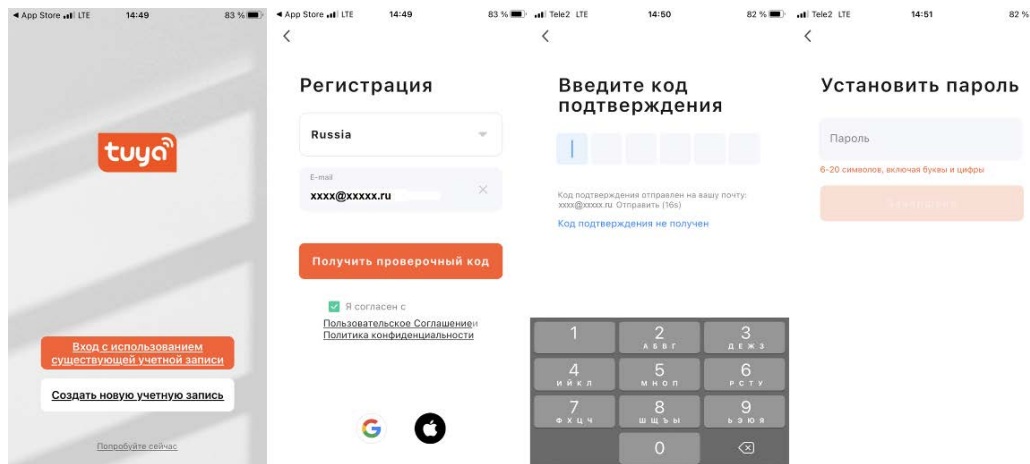 App Store LTE 14:49 83 %
tuya
Вход с использованием
существующей учетной записи
Создать новую учетную запись
Попробуйте сейчас
App Store LTE 14:49 83 %
Регистрация
Russia
E-mail
xxxx@xxxxx.ru
Получить проверочный код
Я согласен с
Пользовательское Соглашениеи
Политика конфиденциальности
G
Tele2 LTE 14:50 82 %
Введите код
подтверждения
Код подтверждения отправлен на вашу почту:
xxxx@xxxxx.ru Отправить (16s)
Код подтверждения не получен
1 2 3
А Б В Г Д Е Ж З
4 5 6
И Й К Л М Н О П Р С Т У
7 8 9
Ф Х Ц Ч Ш Щ Ъ Ы Ь Э Ю Я
0
Tele2 LTE 14:51 82 %
Установить пароль
Пароль
6-20 символов, включая буквы и цифры